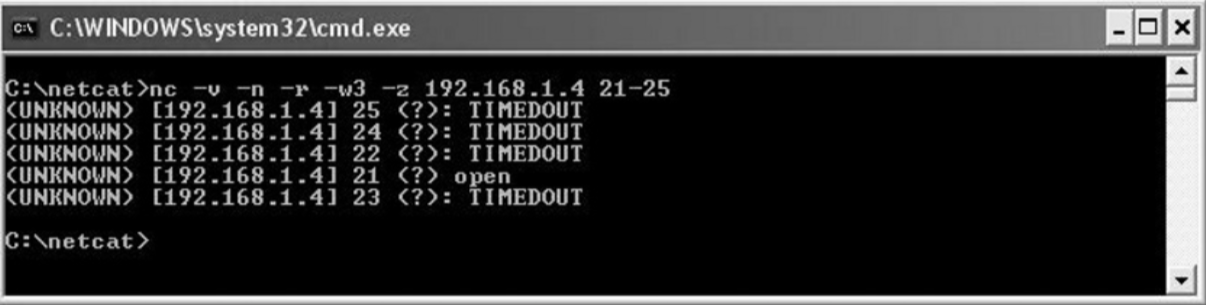 C:\WINDOWS\system32\cmd.exe
C:\netcat>nc -v -n -r -w3 -z 192.168.1.4 21-25
(UNKNOWN) [192.168.1.4] 25 (?): TIMEDOUT
(UNKNOWN) [192.168.1.4] 24 (?): TIMEDOUT
(UNKNOWN) [192.168.1.4] 22 (?): TIMEDOUT
(UNKNOWN) [192.168.1.4] 21 (?) open
(UNKNOWN) [192.168.1.4] 23 (?): TIMEDOUT
C:\netcat>